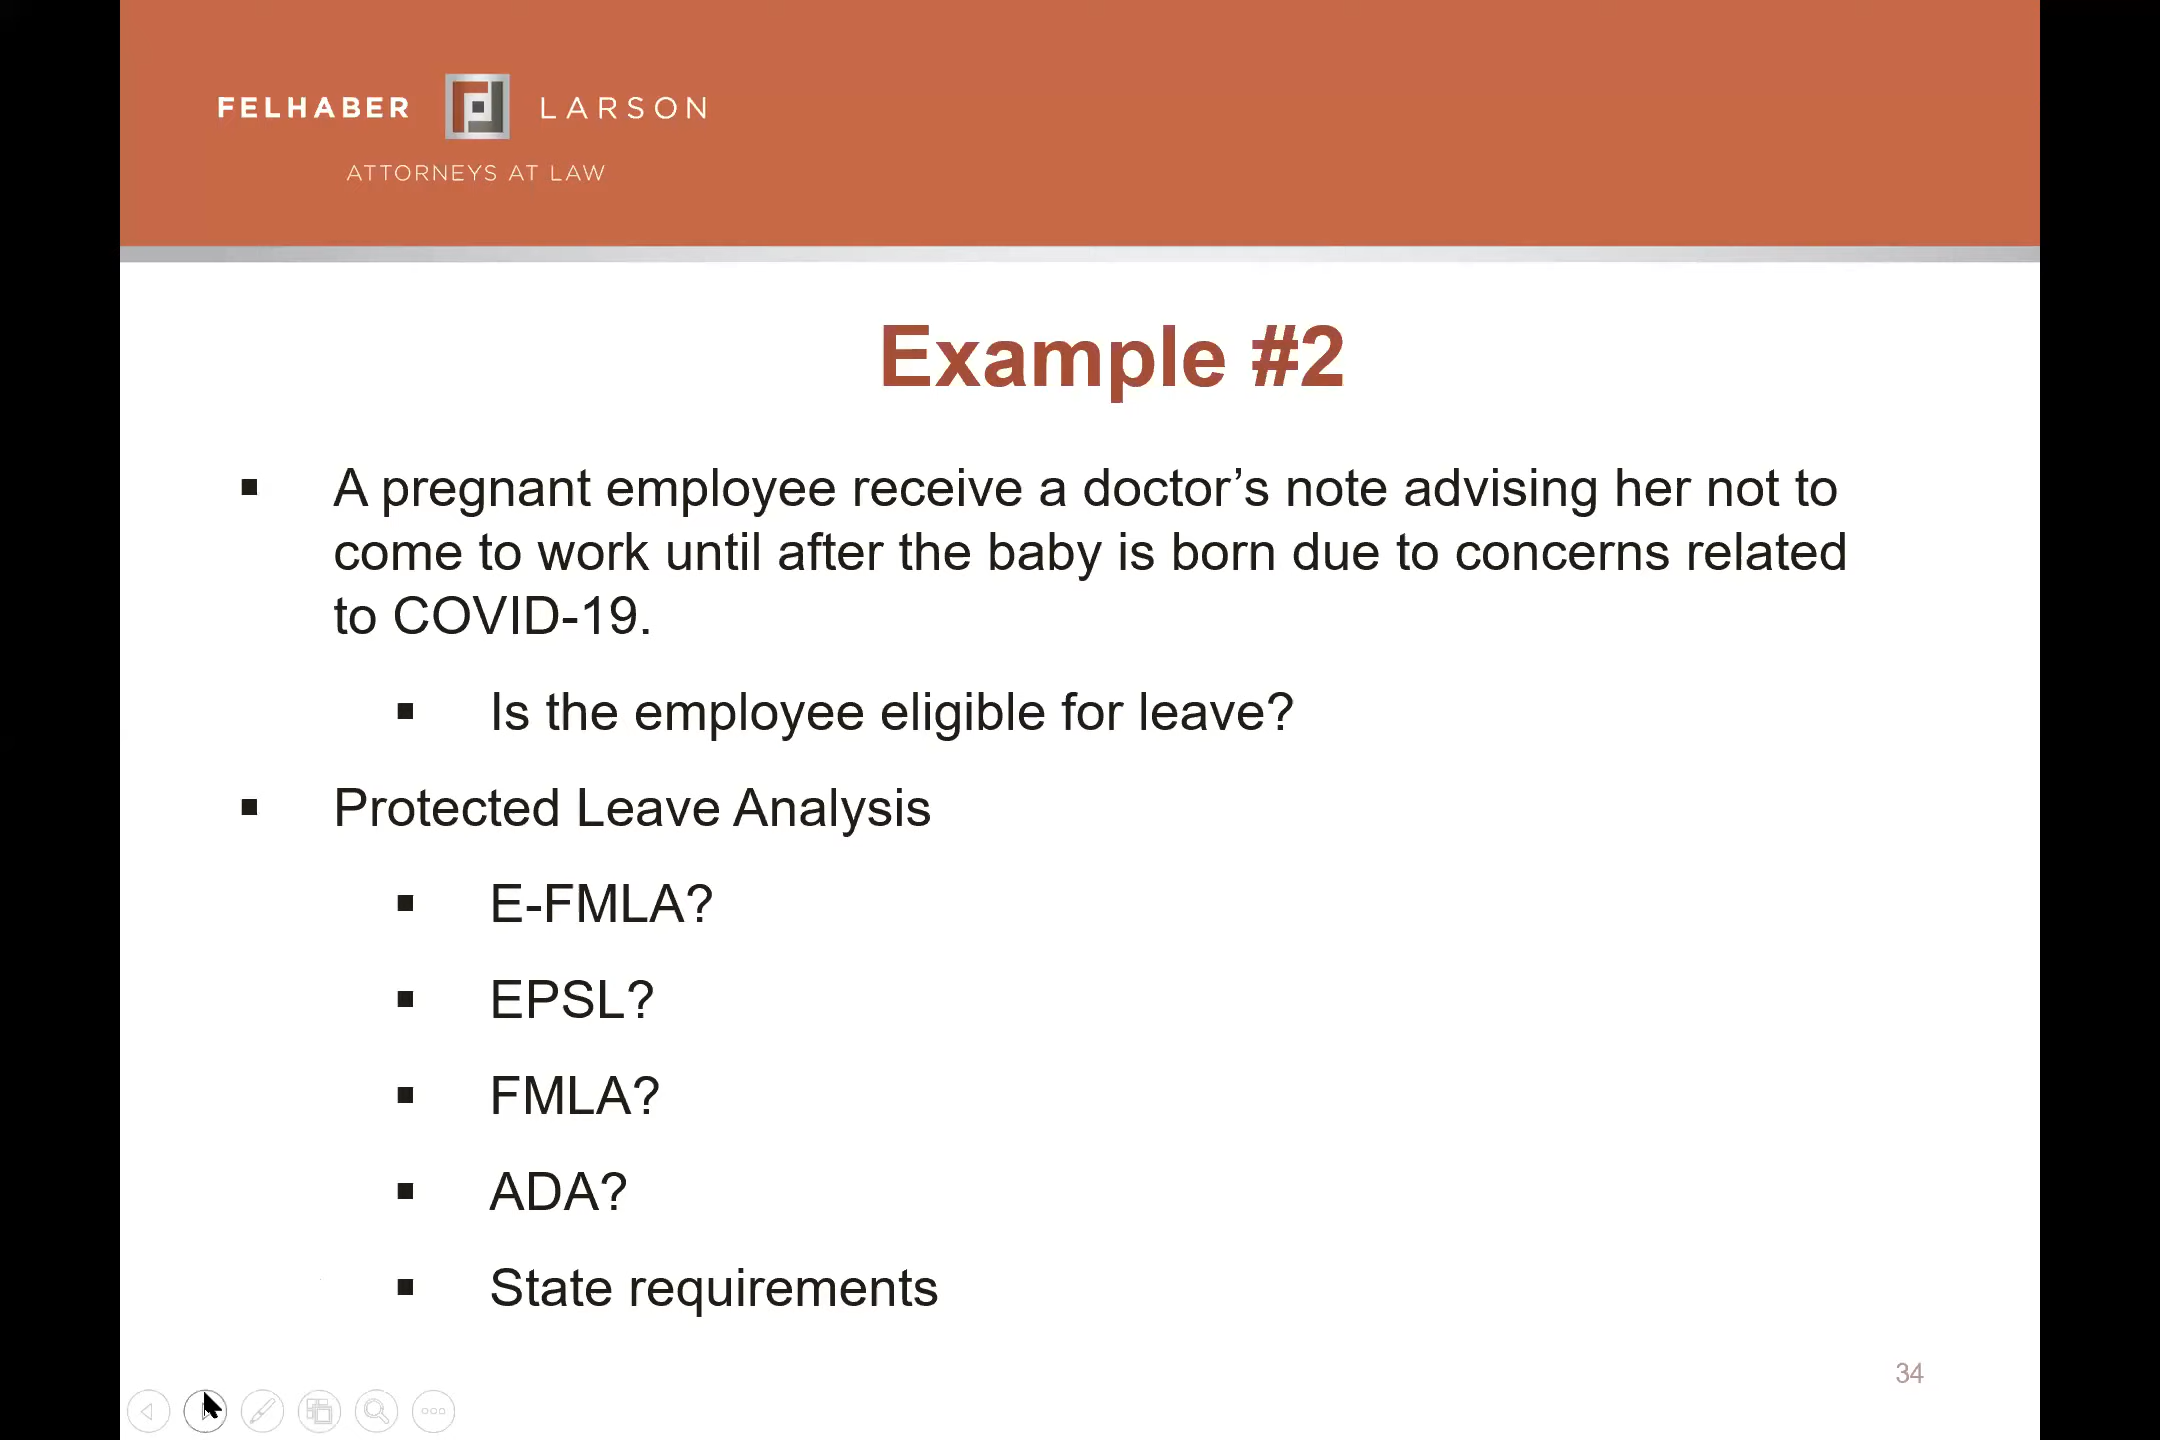 FELHABER LARSON
ATTORNEYS AT LAW
Example #2
▪ A pregnant employee receive a doctor’s note advising her not to
come to work until after the baby is born due to concerns related
to COVID-19.
▪ Is the employee eligible for leave?
▪ Protected Leave Analysis
▪ E-FMLA?
▪ EPSL?
▪ FMLA?
▪ ADA?
▪ State requirements
34